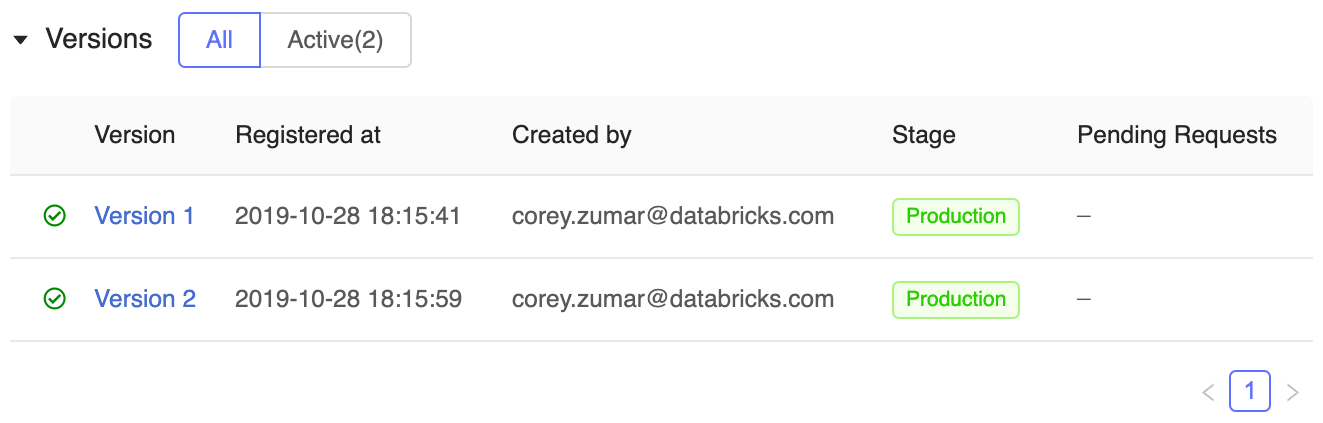 Versions All Active(2)
Version Registered at Created by Stage Pending Requests
Version 1 2019-10-28 18:15:41 corey.zumar@databricks.com Production –
Version 2 2019-10-28 18:15:59 corey.zumar@databricks.com Production –
< 1 >